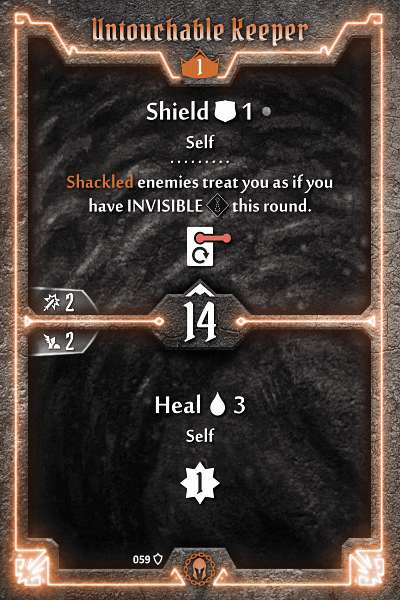 Untouchable Keeper
1
Shield 1
Self
Shackled enemies treat you as if you
have INVISIBLE this round.
2
14
2
Heal 3
Self
1
059